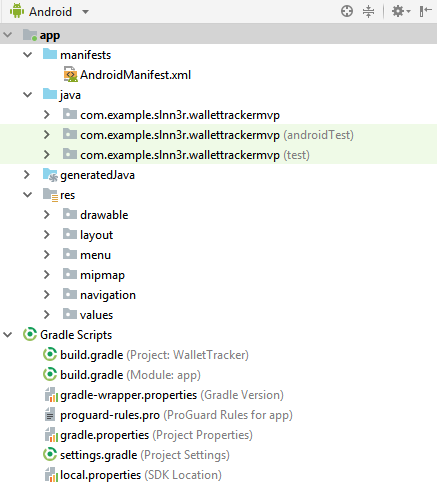 Android
app
manifests
AndroidManifest.xml
java
com.example.slnn3r.wallettrackermvp
com.example.slnn3r.wallettrackermvp (androidTest)
com.example.slnn3r.wallettrackermvp (test)
generatedJava
res
drawable
layout
menu
mipmap
navigation
values
Gradle Scripts
build.gradle (Project: WalletTracker)
build.gradle (Module: app)
gradle-wrapper.properties (Gradle Version)
proguard-rules.pro (ProGuard Rules for app)
gradle.properties (Project Properties)
settings.gradle (Project Settings)
local.properties (SDK Location)